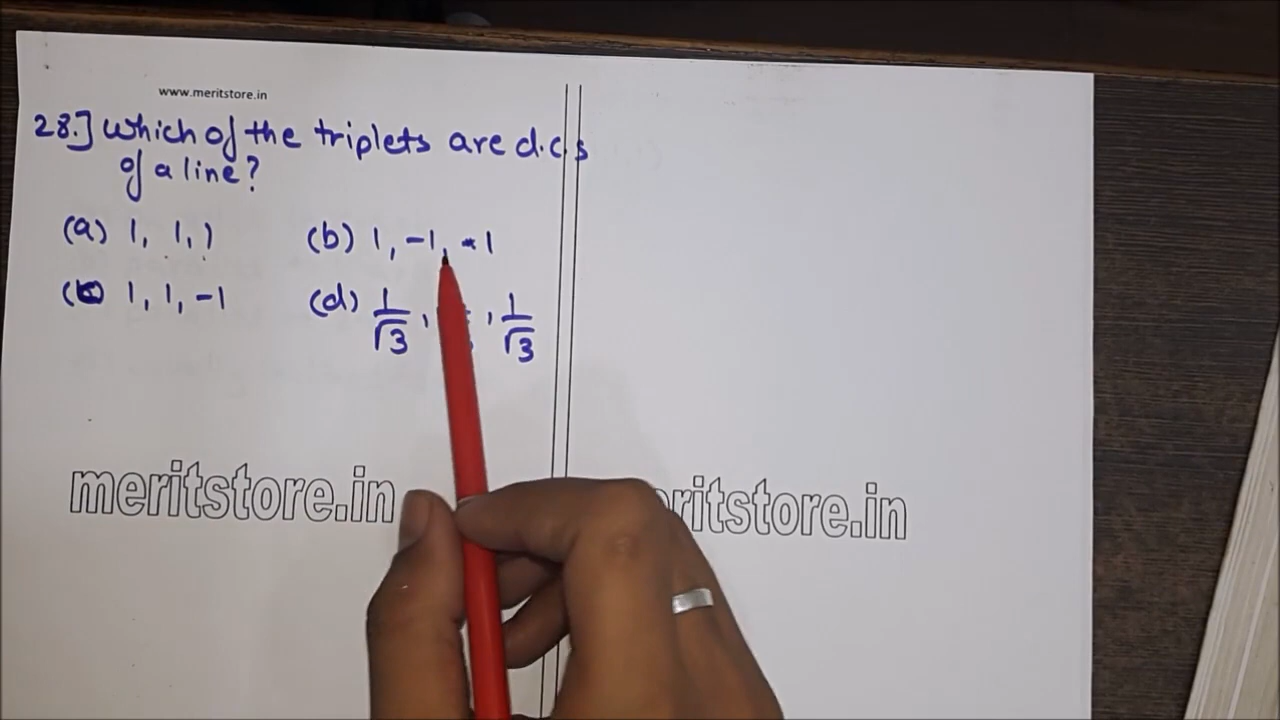 www.meritstore.in
28.] Which of the triplets are d.c's
of a line?
(a) 1, 1, 1 (b) 1, -1, -1
(c) 1, 1, -1 (d) 1/√3, , 1/√3
meritstore.in
eritstore.in